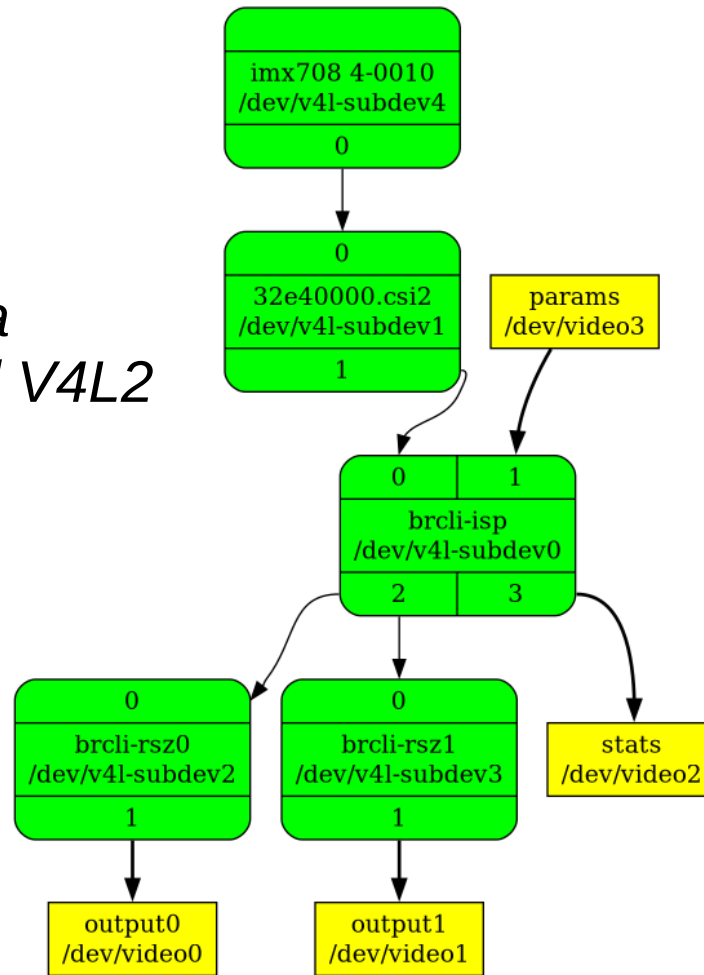 imx708 4-0010
/dev/v4l-subdev4
0
0
32e40000.csi2
/dev/v4l-subdev1
1
params
/dev/video3
a
V4L2
0 1
brcli-isp
/dev/v4l-subdev0
2 3
0
brcli-rsz0
/dev/v4l-subdev2
1
0
brcli-rsz1
/dev/v4l-subdev3
1
stats
/dev/video2
output0
/dev/video0
output1
/dev/video1